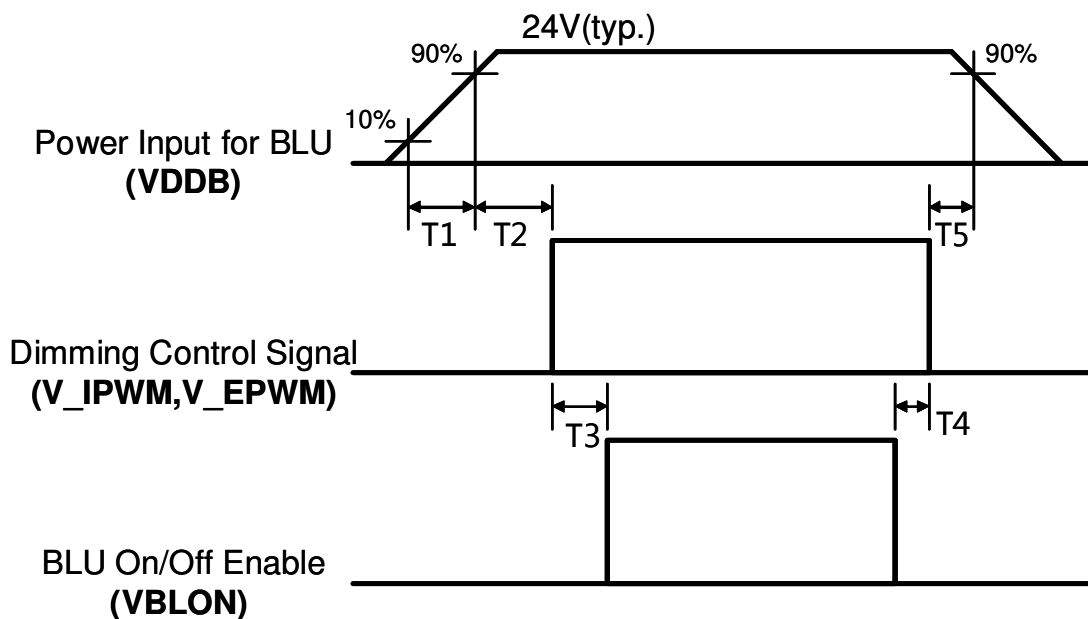 24V(typ.)
90%
90%
10%
Power Input for BLU
(VDDB)
T1
T2
T5
Dimming Control Signal
(V_IPWM,V_EPWM)
T3
T4
BLU On/Off Enable
(VBLON)